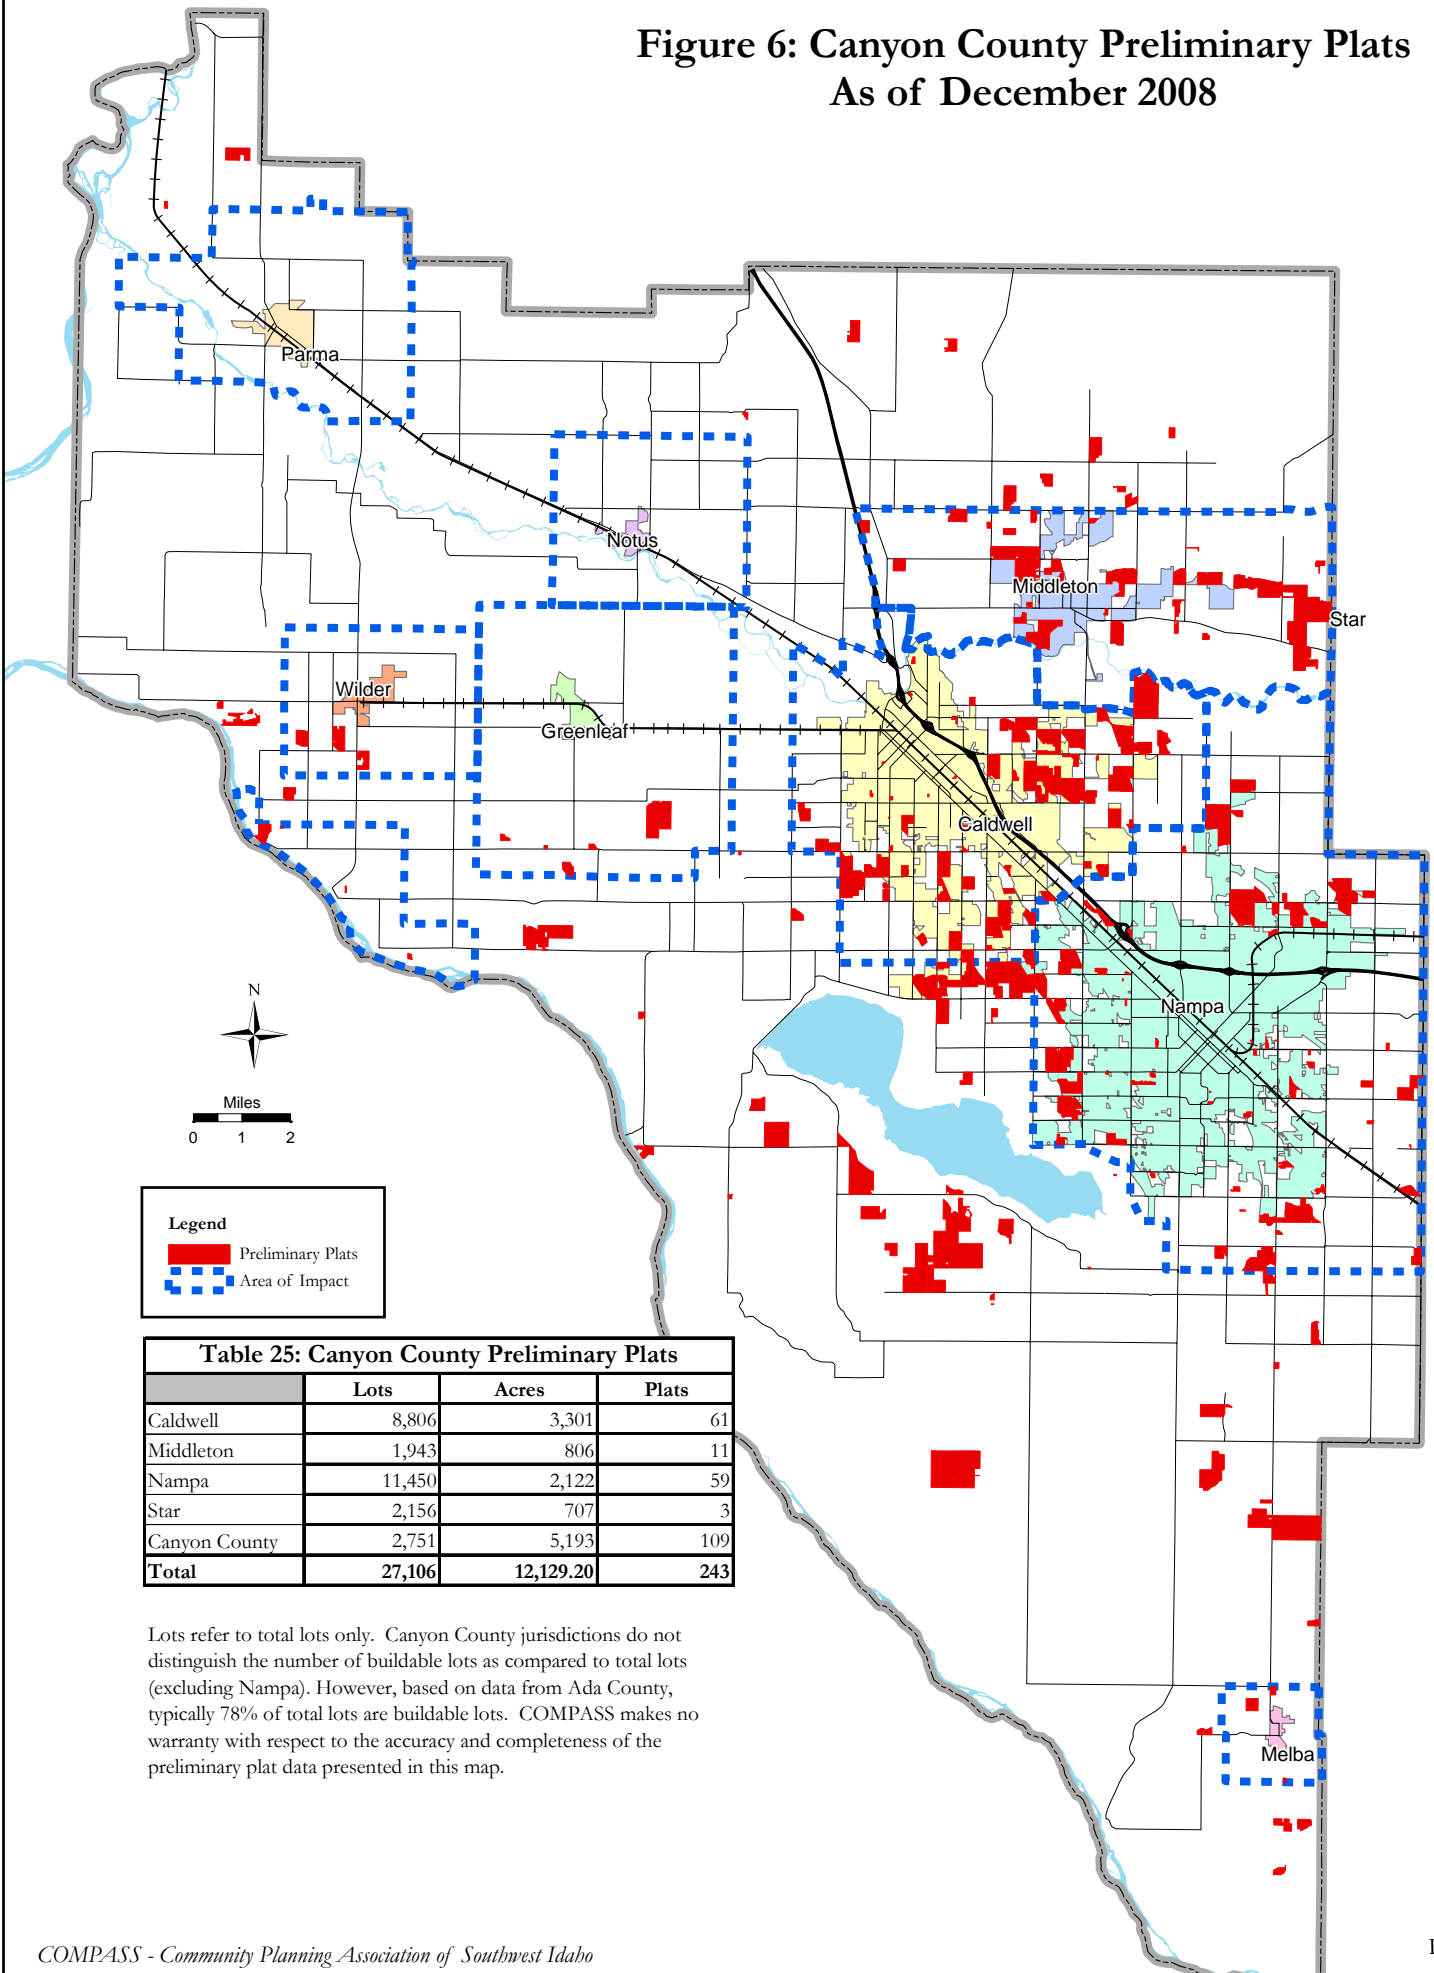 Figure 6: Canyon County Preliminary Plats
As of December 2008
Parma
Notus
Middleton
Star
Wilder
Greenleaf
Caldwell
Nampa
N
Miles
0 1 2
Legend
Preliminary Plats
Area of Impact
Table 25: Canyon County Preliminary Plats
Lots Acres Plats
Caldwell 8,806 3,301 61
Middleton 1,943 806 11
Nampa 11,450 2,122 59
Star 2,156 707 3
Canyon County 2,751 5,193 109
Total 27,106 12,129.20 243
Lots refer to total lots only. Canyon County jurisdictions do not
distinguish the number of buildable lots as compared to total lots
(excluding Nampa). However, based on data from Ada County,
typically 78% of total lots are buildable lots. COMPASS makes no
warranty with respect to the accuracy and completeness of the
preliminary plat data presented in this map.
Melba
COMPASS - Community Planning Association of Southwest Idaho